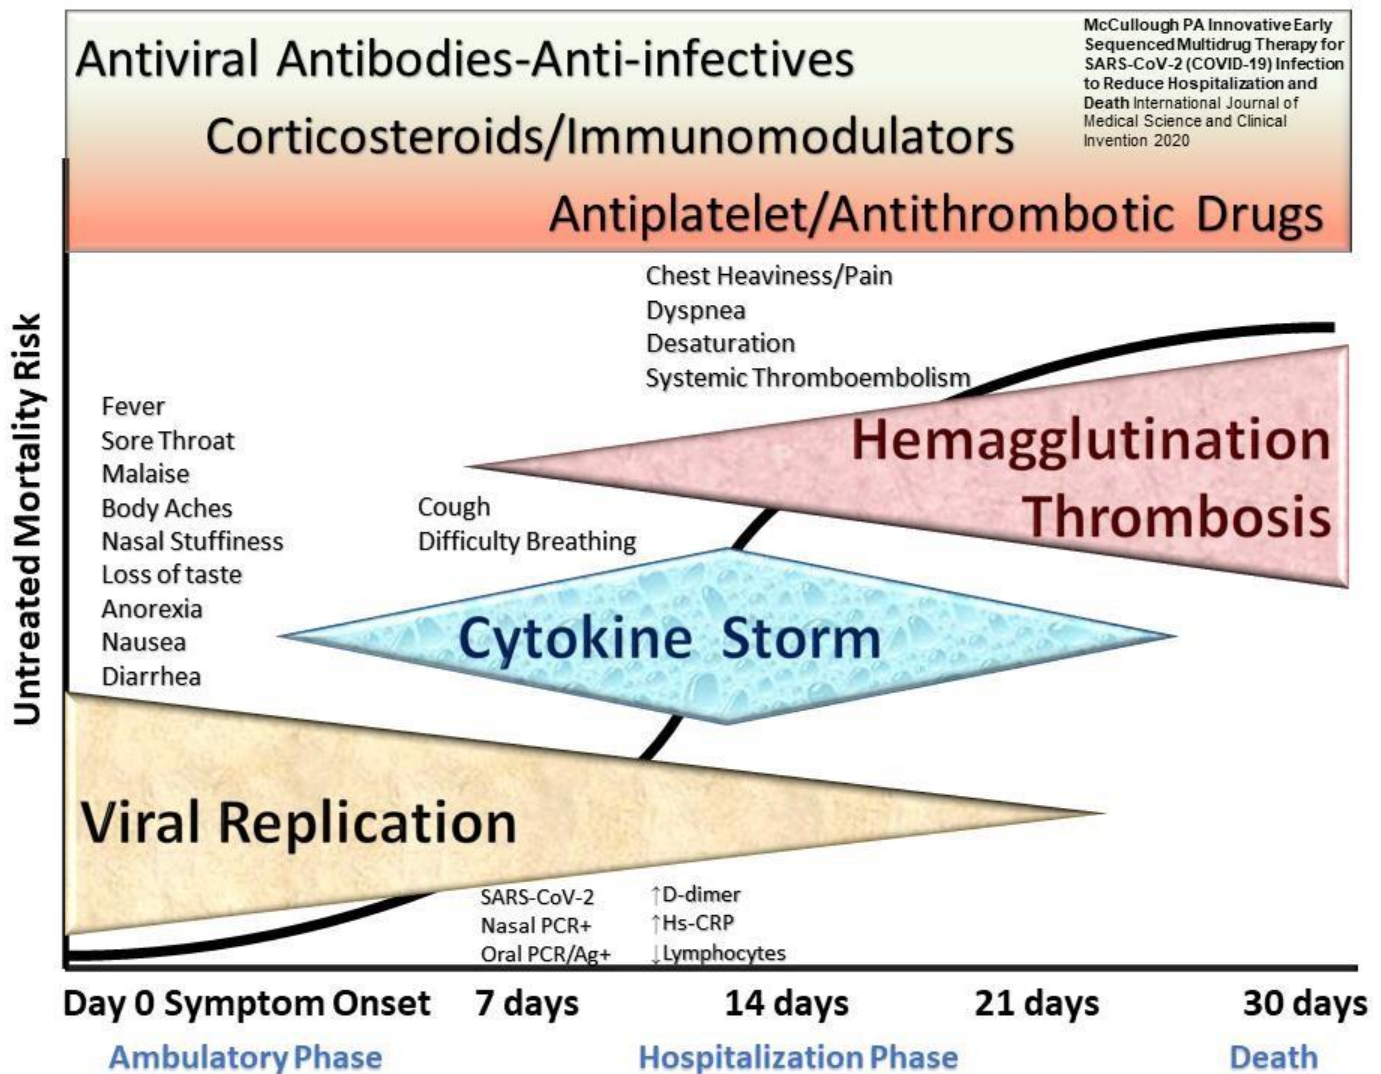 Antiviral Antibodies-Anti-infectives
Corticosteroids/Immunomodulators
Antiplatelet/Antithrombotic Drugs
McCullough PA Innovative Early
Sequenced Multidrug Therapy for
SARS-CoV-2 (COVID-19) Infection
to Reduce Hospitalization and
Death International Journal of
Medical Science and Clinical
Invention 2020
Untreated Mortality Risk
Chest Heaviness/Pain
Dyspnea
Desaturation
Systemic Thromboembolism
Fever
Sore Throat
Malaise
Body Aches
Nasal Stuffiness
Loss of taste
Anorexia
Nausea
Diarrhea
Cough
Difficulty Breathing
Hemagglutination
Thrombosis
Cytokine Storm
Viral Replication
SARS-CoV-2
Nasal PCR+
Oral PCR/Ag+
↑D-dimer
↑Hs-CRP
↓Lymphocytes
Day 0 Symptom Onset 7 days 14 days 21 days 30 days
Ambulatory Phase Hospitalization Phase Death